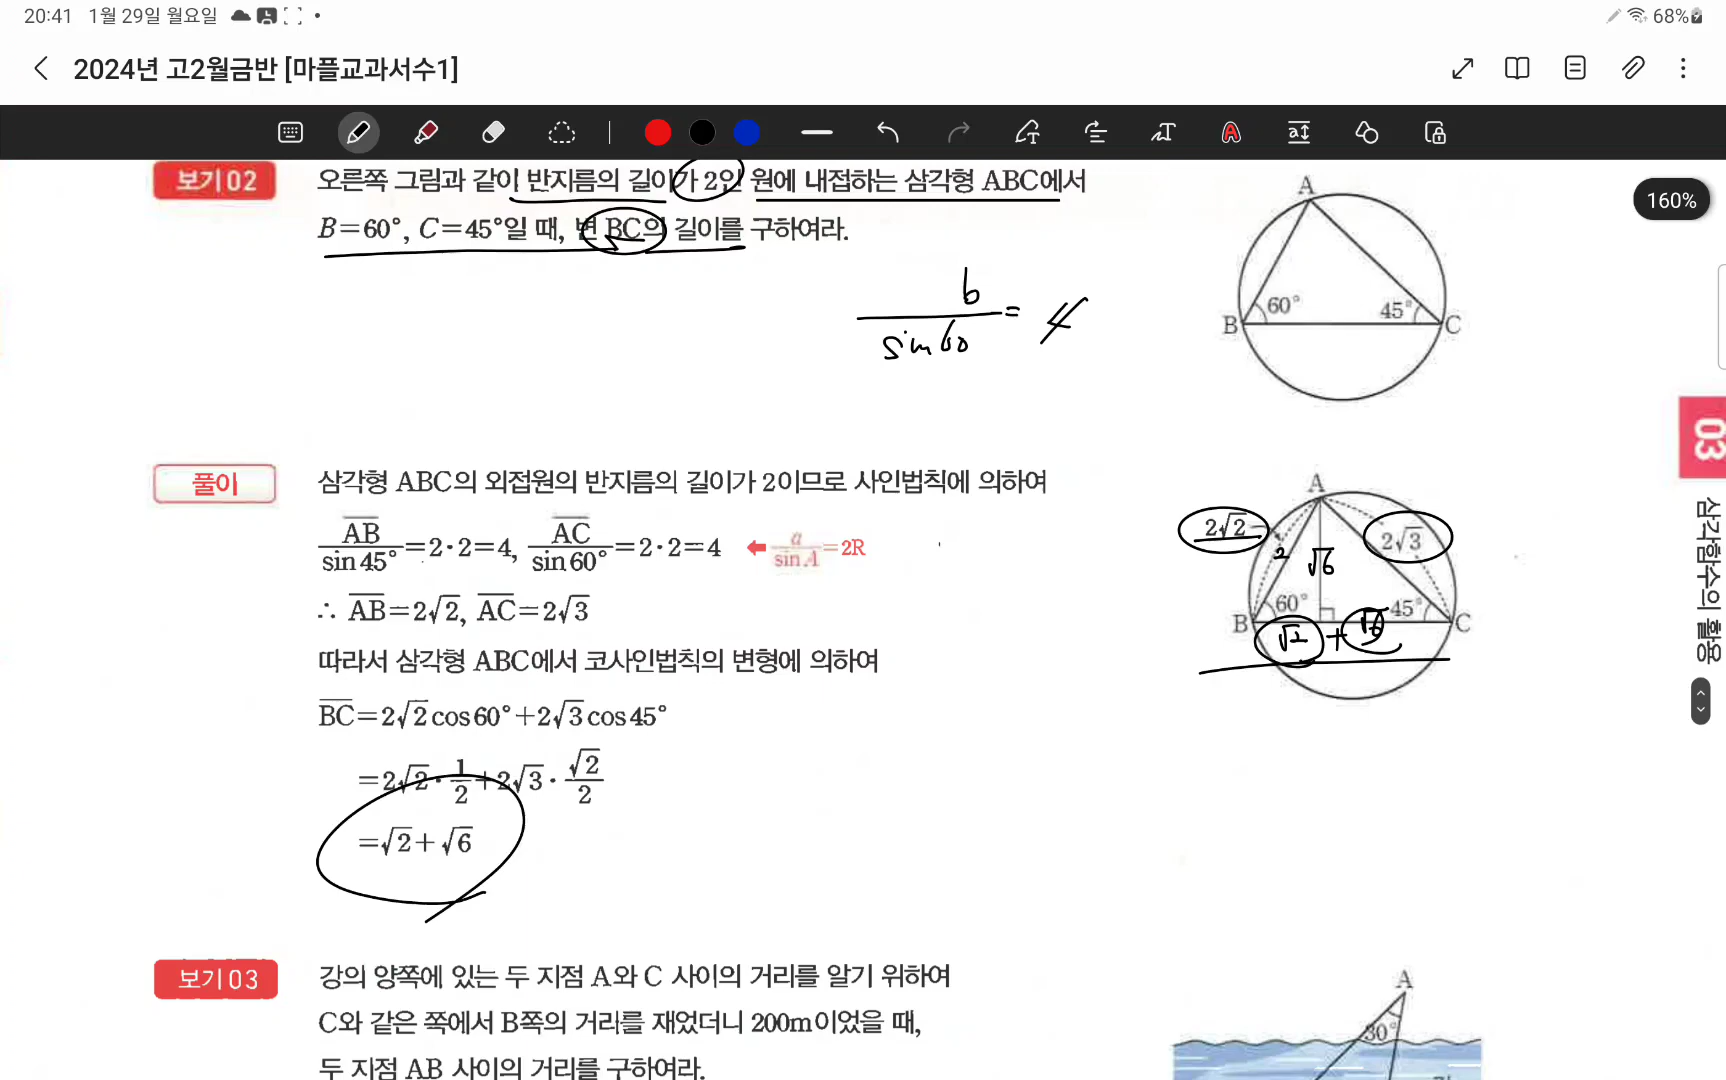 20:41 1월 29일 월요일
68%
2024년 고2월금반 [마플교과서수1]
160%
보기 02 오른쪽 그림과 같이 반지름의 길이가 2인 원에 내접하는 삼각형 ABC에서
B=60°, C=45°일 때, 변 BC의 길이를 구하여라.
b/sin60 = 4
A
60° 45°
B C
풀이 삼각형 ABC의 외접원의 반지름의 길이가 2이므로 사인법칙에 의하여
AB/sin 45° =2·2=4, AC/sin 60° =2·2=4 ← a/sin A =2R
∴ AB=2√2, AC=2√3
따라서 삼각형 ABC에서 코사인법칙의 변형에 의하여
BC=2√2 cos 60°+2√3 cos 45°
=2√2·1/2+2√3·√2/2
=√2+√6
A
2√2 2√3
2 √6
60° 45°
B C
√2 + √6
03
삼각함수의 활용
보기 03 강의 양쪽에 있는 두 지점 A와 C 사이의 거리를 알기 위하여
C와 같은 쪽에서 B쪽의 거리를 재었더니 200m이었을 때,
두 지점 AB 사이의 거리를 구하여라.
A
30°